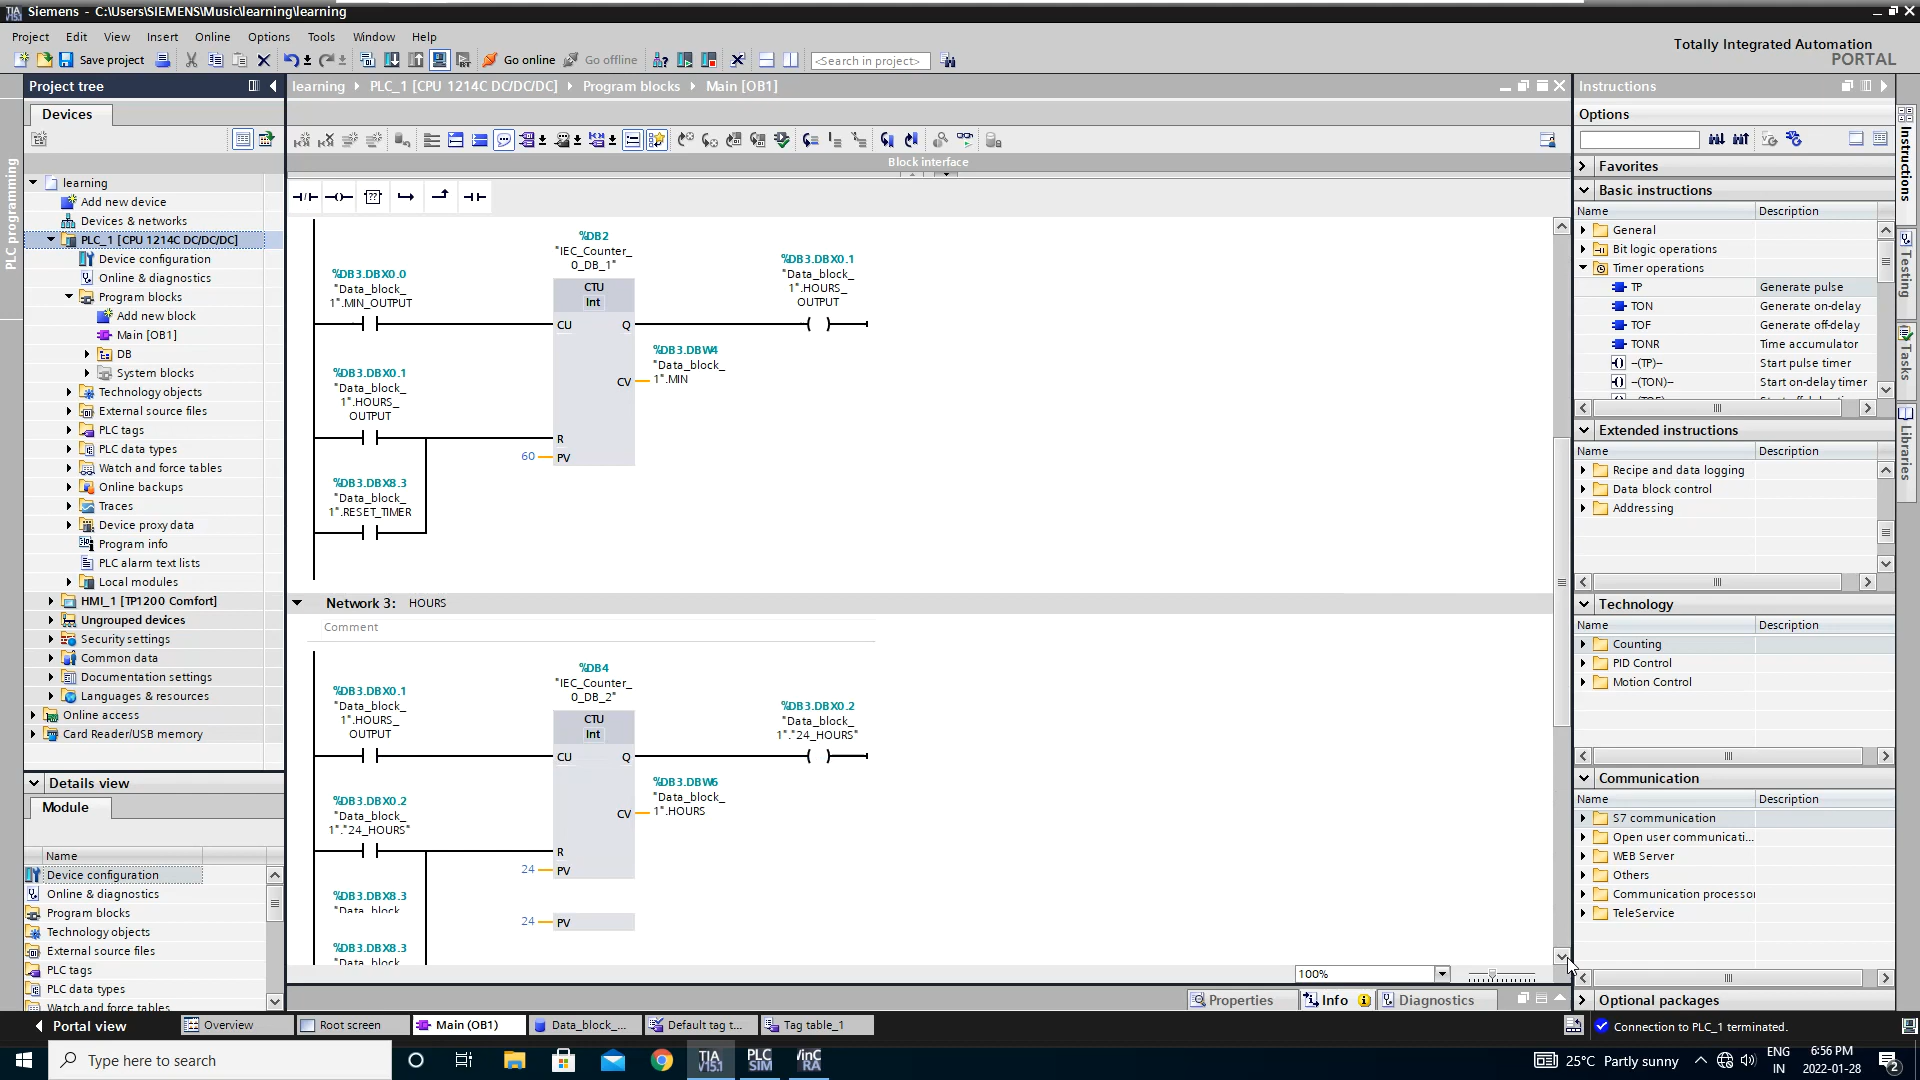 Siemens - C:\Users\SIEMENS\Music\learning\learning
Project Edit View Insert Online Options Tools Window Help
Totally Integrated Automation
PORTAL
Save project
Go online
Go offline
<Search in project>
Project tree
learning PLC_1 [CPU 1214C DC/DC/DC] Program blocks Main [OB1]
Instructions
Devices
Options
PLC programming
Block interface
learning
Add new device
Devices & networks
PLC_1 [CPU 1214C DC/DC/DC]
Device configuration
Online & diagnostics
Program blocks
Add new block
Main [OB1]
DB
System blocks
Technology objects
External source files
PLC tags
PLC data types
Watch and force tables
Online backups
Traces
Device proxy data
Program info
PLC alarm text lists
Local modules
HMI_1 [TP1200 Comfort]
Ungrouped devices
Security settings
Common data
Documentation settings
Languages & resources
Online access
Card Reader/USB memory
Details view
Module
Name
Device configuration
Online & diagnostics
Program blocks
Technology objects
External source files
PLC tags
PLC data types
Watch and force tables
??
%DB2
"IEC_Counter_
0_DB_1"
CTU
Int
%DB3.DBX0.0
"Data_block_
1".MIN_OUTPUT
%DB3.DBX0.1
"Data_block_
1".HOURS_
OUTPUT
CU
Q
%DB3.DBW4
"Data_block_
1".MIN
CV
%DB3.DBX0.1
"Data_block_
1".HOURS_
OUTPUT
R
60
PV
%DB3.DBX8.3
"Data_block_
1".RESET_TIMER
Network 3: HOURS
Comment
%DB4
"IEC_Counter_
0_DB_2"
CTU
Int
%DB3.DBX0.1
"Data_block_
1".HOURS_
OUTPUT
%DB3.DBX0.2
"Data_block_
1"."24_HOURS"
CU
Q
%DB3.DBW6
"Data_block_
1".HOURS
CV
%DB3.DBX0.2
"Data_block_
1"."24_HOURS"
R
24
PV
%DB3.DBX8.3
"Data_block_
24
PV
%DB3.DBX8.3
"Data_block_
100%
Properties
Info
Diagnostics
Favorites
Basic instructions
Name Description
General
Bit logic operations
Timer operations
TP Generate pulse
TON Generate on-delay
TOF Generate off-delay
TONR Time accumulator
-(TP)- Start pulse timer
-(TON)- Start on-delay timer
Extended instructions
Name Description
Recipe and data logging
Data block control
Addressing
Technology
Name Description
Counting
PID Control
Motion Control
Communication
Name Description
S7 communication
Open user communicati...
WEB Server
Others
Communication processor
TeleService
Optional packages
Instructions
Testing
Tasks
Libraries
Portal view
Overview
Root screen
Main (OB1)
Data_block_...
Default tag t...
Tag table_1
Connection to PLC_1 terminated.
Type here to search
TIA
V15.1
PLC
SIM
WinC
RA
25°C Partly sunny
ENG
IN
6:56 PM
2022-01-28
2